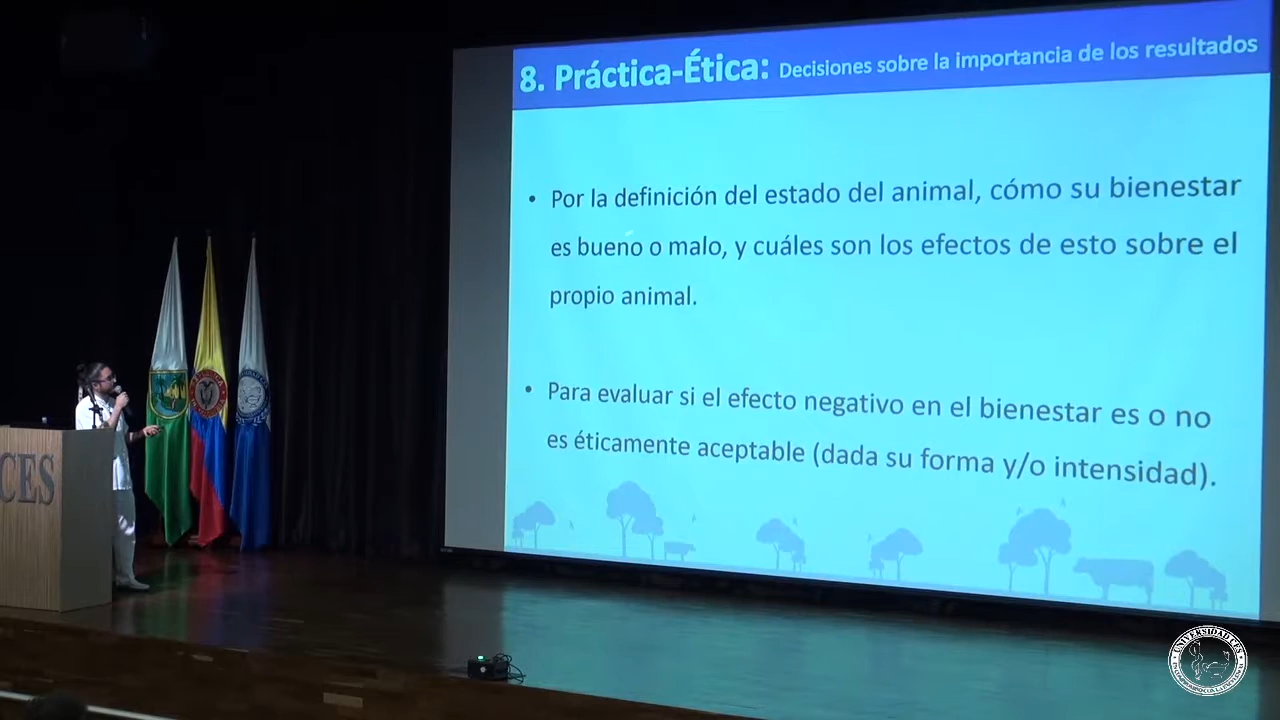 8. Práctica-Ética: Decisiones sobre la importancia de los resultados
• Por la definición del estado del animal, cómo su bienestar
es bueno o malo, y cuáles son los efectos de esto sobre el
propio animal.
• Para evaluar si el efecto negativo en el bienestar es o no
es éticamente aceptable (dada su forma y/o intensidad).
CES
UNIVERSIDAD CES